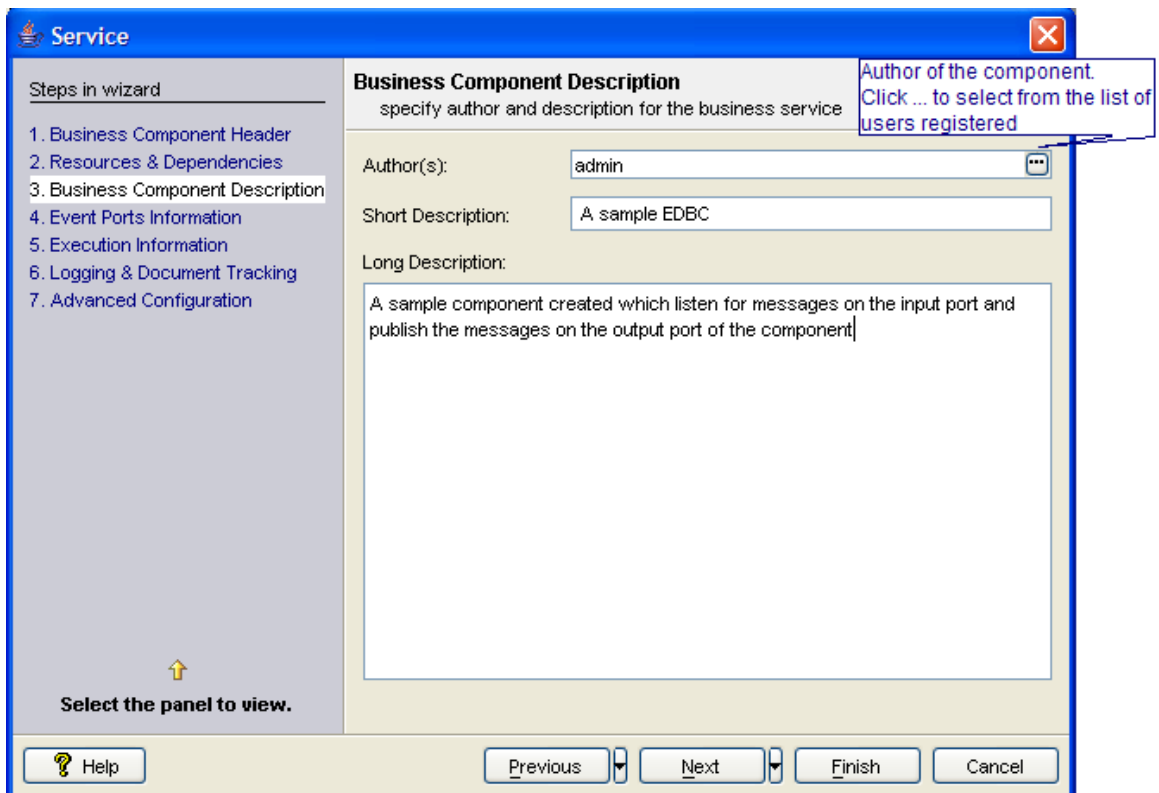 Service
Steps in wizard
1. Business Component Header
2. Resources & Dependencies
3. Business Component Description
4. Event Ports Information
5. Execution Information
6. Logging & Document Tracking
7. Advanced Configuration
Select the panel to view.
Business Component Description
specify author and description for the business service
Author of the component.
Click ... to select from the list of
users registered
Author(s):
admin
...
Short Description:
A sample EDBC
Long Description:
A sample component created which listen for messages on the input port and
publish the messages on the output port of the component
Help
Previous
Next
Finish
Cancel